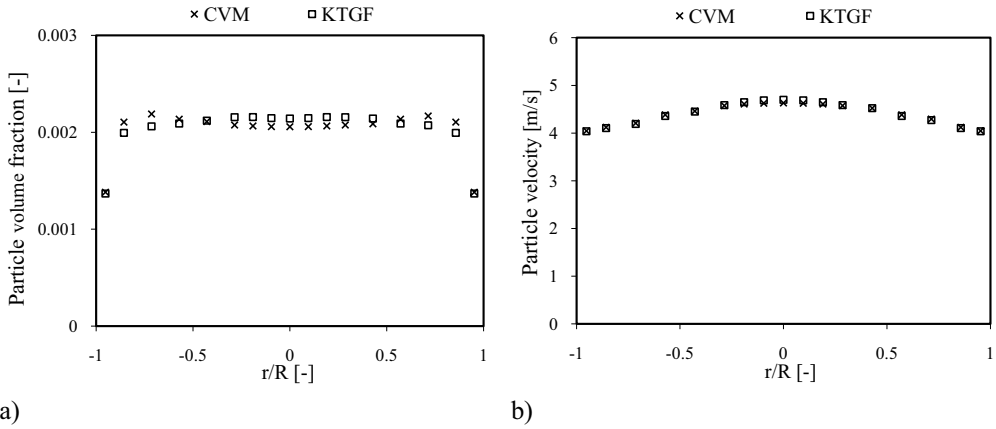 × CVM □ KTGF
0.003
0.002
0.001
0
Particle volume fraction [-]
-1 -0.5 0 0.5 1
r/R [-]
a)
× CVM □ KTGF
6
5
4
3
2
1
0
Particle velocity [m/s]
-1 -0.5 0 0.5 1
r/R [-]
b)